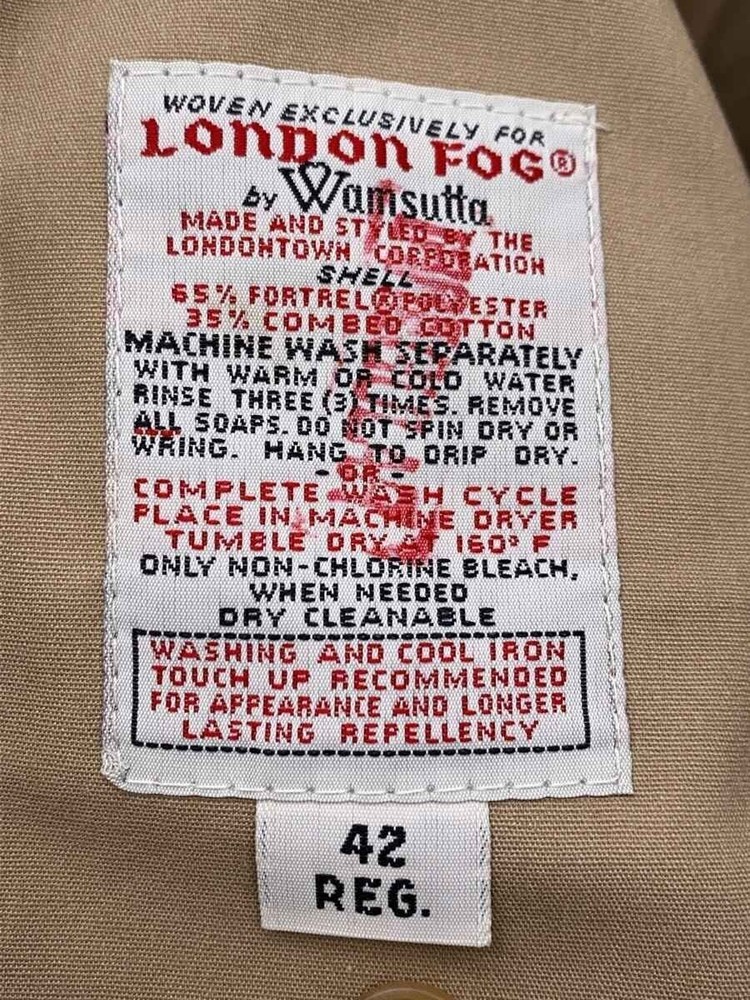 WOVEN EXCLUSIVELY FOR
LONDON FOG®
by Wamsutta
MADE AND STYLED BY THE
LONDONTOWN CORPORATION
SHELL
65% FORTREL® POLYESTER
35% COMBED COTTON
MACHINE WASH SEPARATELY
WITH WARM OR COLD WATER
RINSE THREE (3) TIMES. REMOVE
ALL SOAPS. DO NOT SPIN DRY OR
WRING. HANG TO DRIP DRY.
- OR -
COMPLETE WASH CYCLE
PLACE IN MACHINE DRYER
TUMBLE DRY AT 160° F
ONLY NON-CHLORINE BLEACH,
WHEN NEEDED
DRY CLEANABLE
WASHING AND COOL IRON
TOUCH UP RECOMMENDED
FOR APPEARANCE AND LONGER
LASTING REPELLENCY
42
REG.